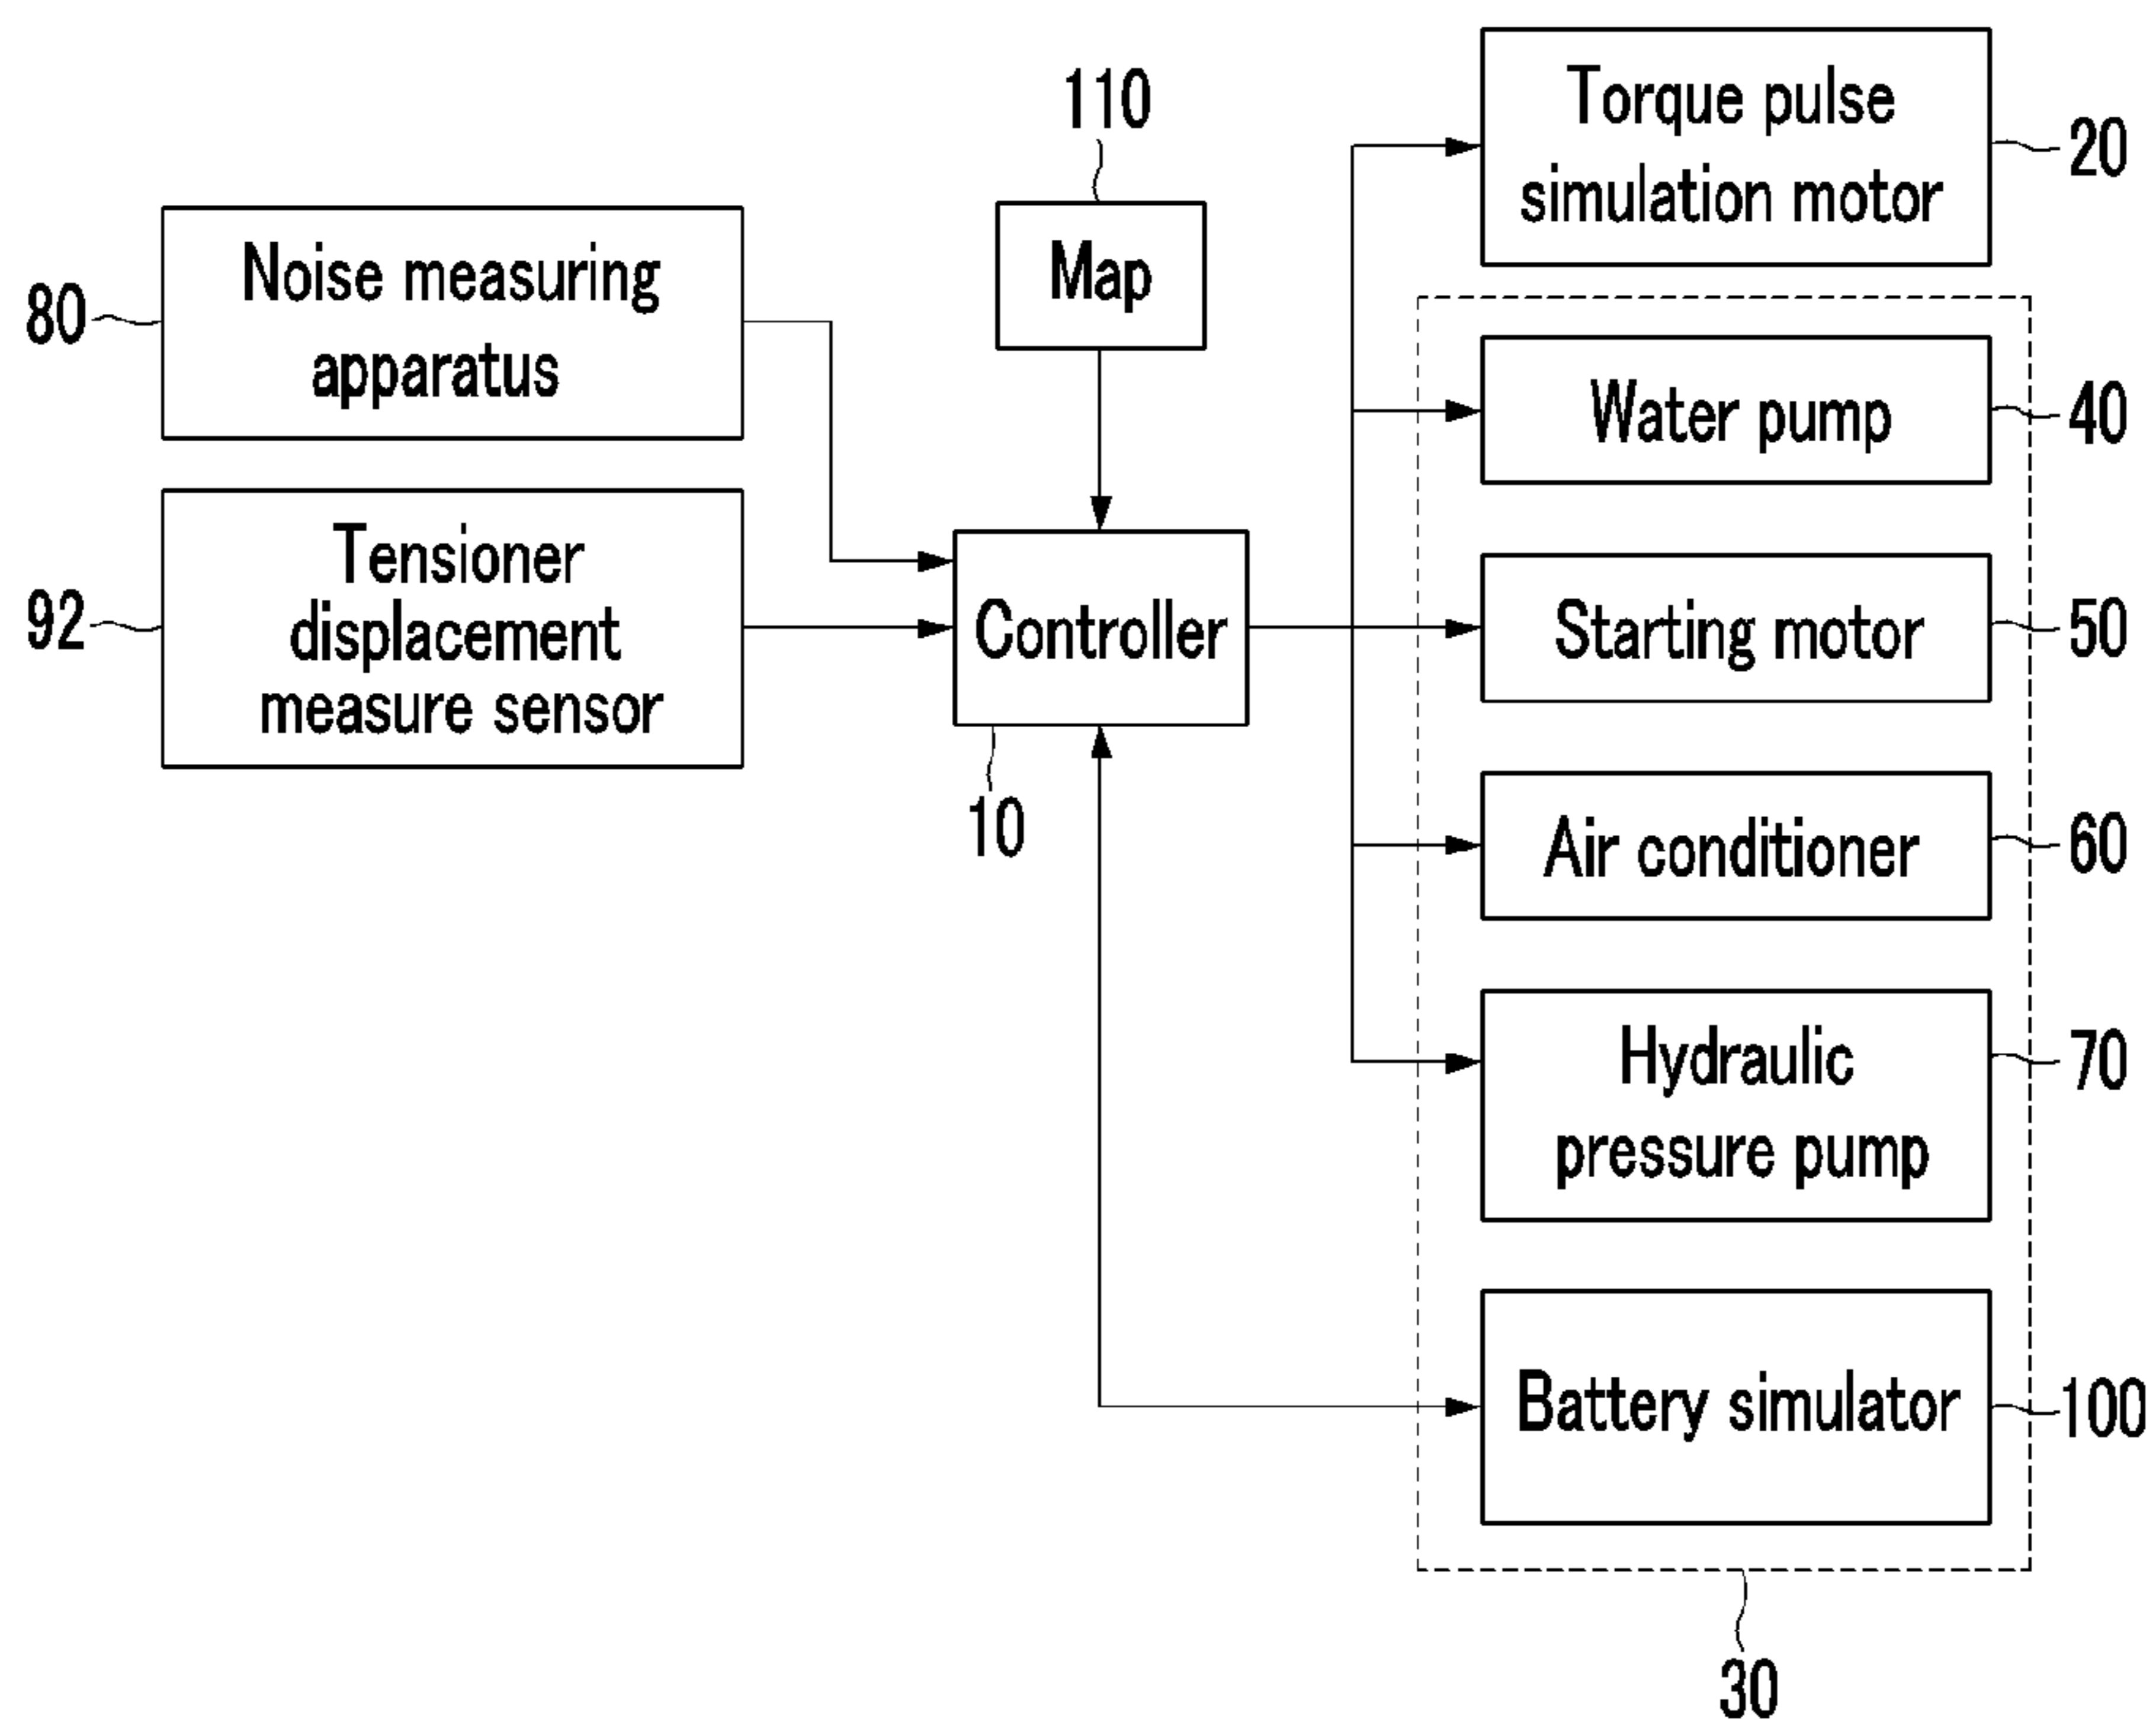 110
Torque pulse
simulation motor
20
Noise measuring
apparatus
80
Map
Water pump
40
Tensioner
displacement
measure sensor
92
Controller
10
Starting motor
50
Air conditioner
60
Hydraulic
pressure pump
70
Battery simulator
100
30